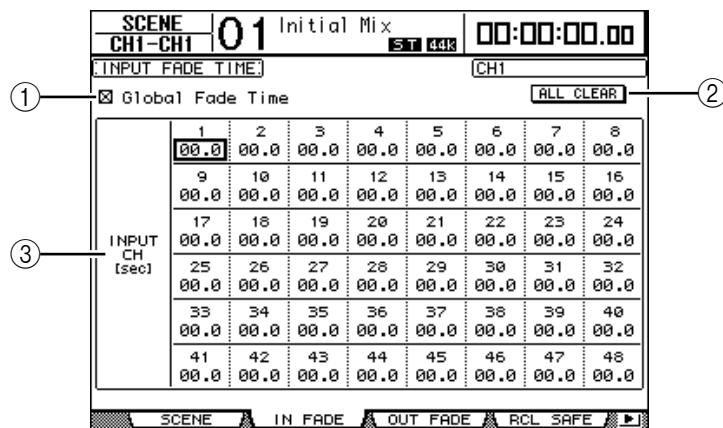 SCENE
CH1-CH1
01
Initial Mix
ST 44k
00:00:00.00
INPUT FADE TIME
CH1
① Global Fade Time
ALL CLEAR ②
1 2 3 4 5 6 7 8
00.0 00.0 00.0 00.0 00.0 00.0 00.0 00.0
9 10 11 12 13 14 15 16
00.0 00.0 00.0 00.0 00.0 00.0 00.0 00.0
17 18 19 20 21 22 23 24
00.0 00.0 00.0 00.0 00.0 00.0 00.0 00.0
③ INPUT
CH
[sec]
25 26 27 28 29 30 31 32
00.0 00.0 00.0 00.0 00.0 00.0 00.0 00.0
33 34 35 36 37 38 39 40
00.0 00.0 00.0 00.0 00.0 00.0 00.0 00.0
41 42 43 44 45 46 47 48
00.0 00.0 00.0 00.0 00.0 00.0 00.0 00.0
SCENE IN FADE OUT FADE RCL SAFE